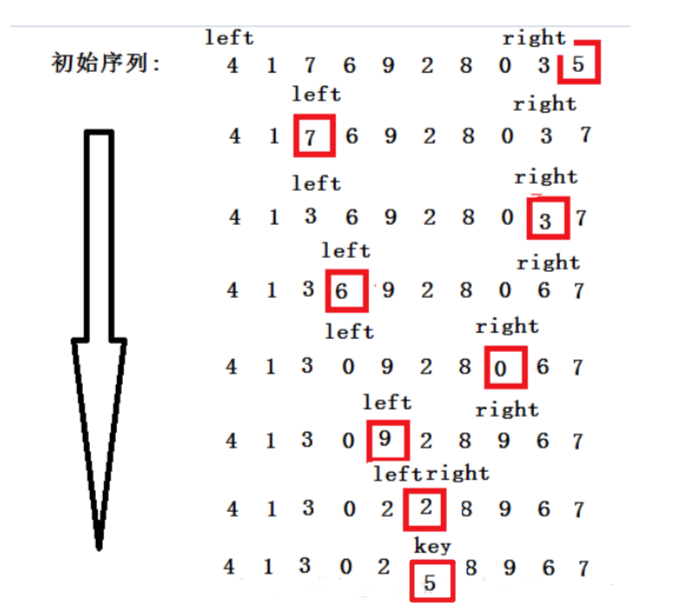 left right
初始序列: 4 1 7 6 9 2 8 0 3 5
left right
4 1 7 6 9 2 8 0 3 7
left right
4 1 3 6 9 2 8 0 3 7
left right
4 1 3 6 9 2 8 0 6 7
left right
4 1 3 0 9 2 8 0 6 7
left right
4 1 3 0 9 2 8 9 6 7
leftright
4 1 3 0 2 2 8 9 6 7
key
4 1 3 0 2 5 8 9 6 7